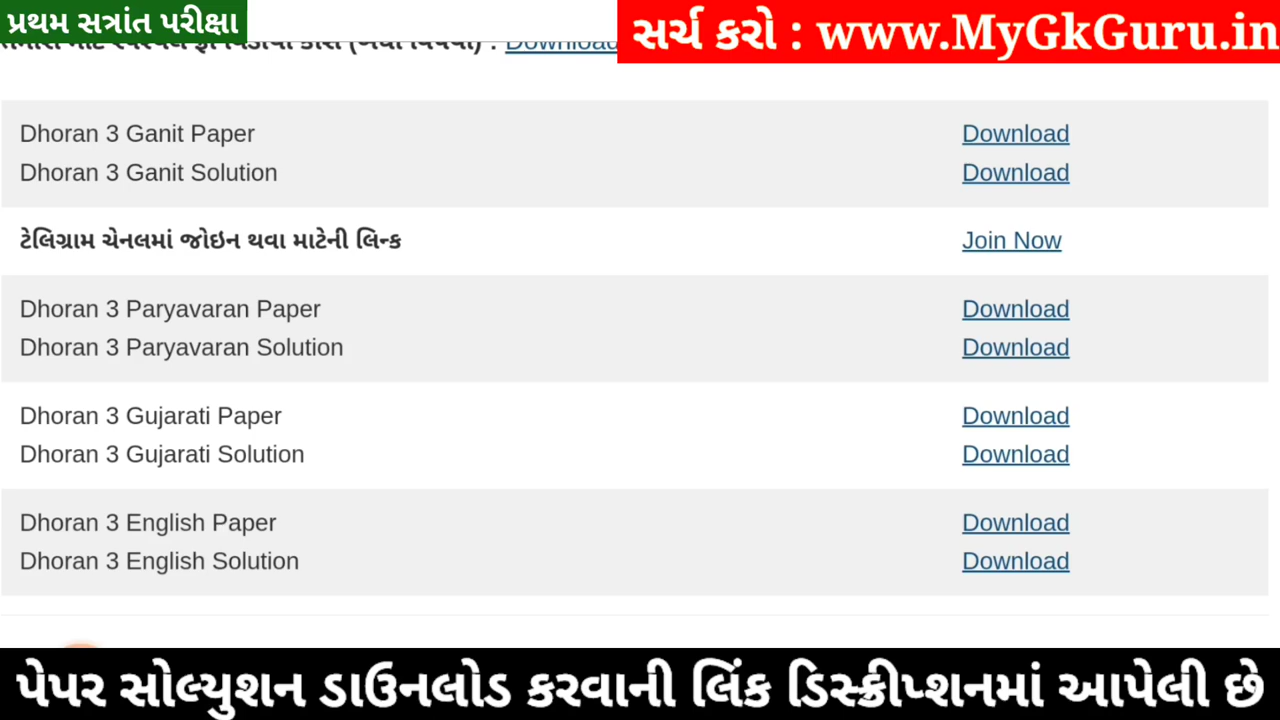 પ્રથમ સત્રાંત પરીક્ષા
સર્ચ કરો : www.MyGkGuru.in
(બધા વિષયો) : Download
Dhoran 3 Ganit Paper Download
Dhoran 3 Ganit Solution Download
ટેલિગ્રામ ચેનલમાં જોઇન થવા માટેની લિન્ક Join Now
Dhoran 3 Paryavaran Paper Download
Dhoran 3 Paryavaran Solution Download
Dhoran 3 Gujarati Paper Download
Dhoran 3 Gujarati Solution Download
Dhoran 3 English Paper Download
Dhoran 3 English Solution Download
પેપર સોલ્યુશન ડાઉનલોડ કરવાની લિંક ડિસ્ક્રીપ્શનમાં આપેલી છે